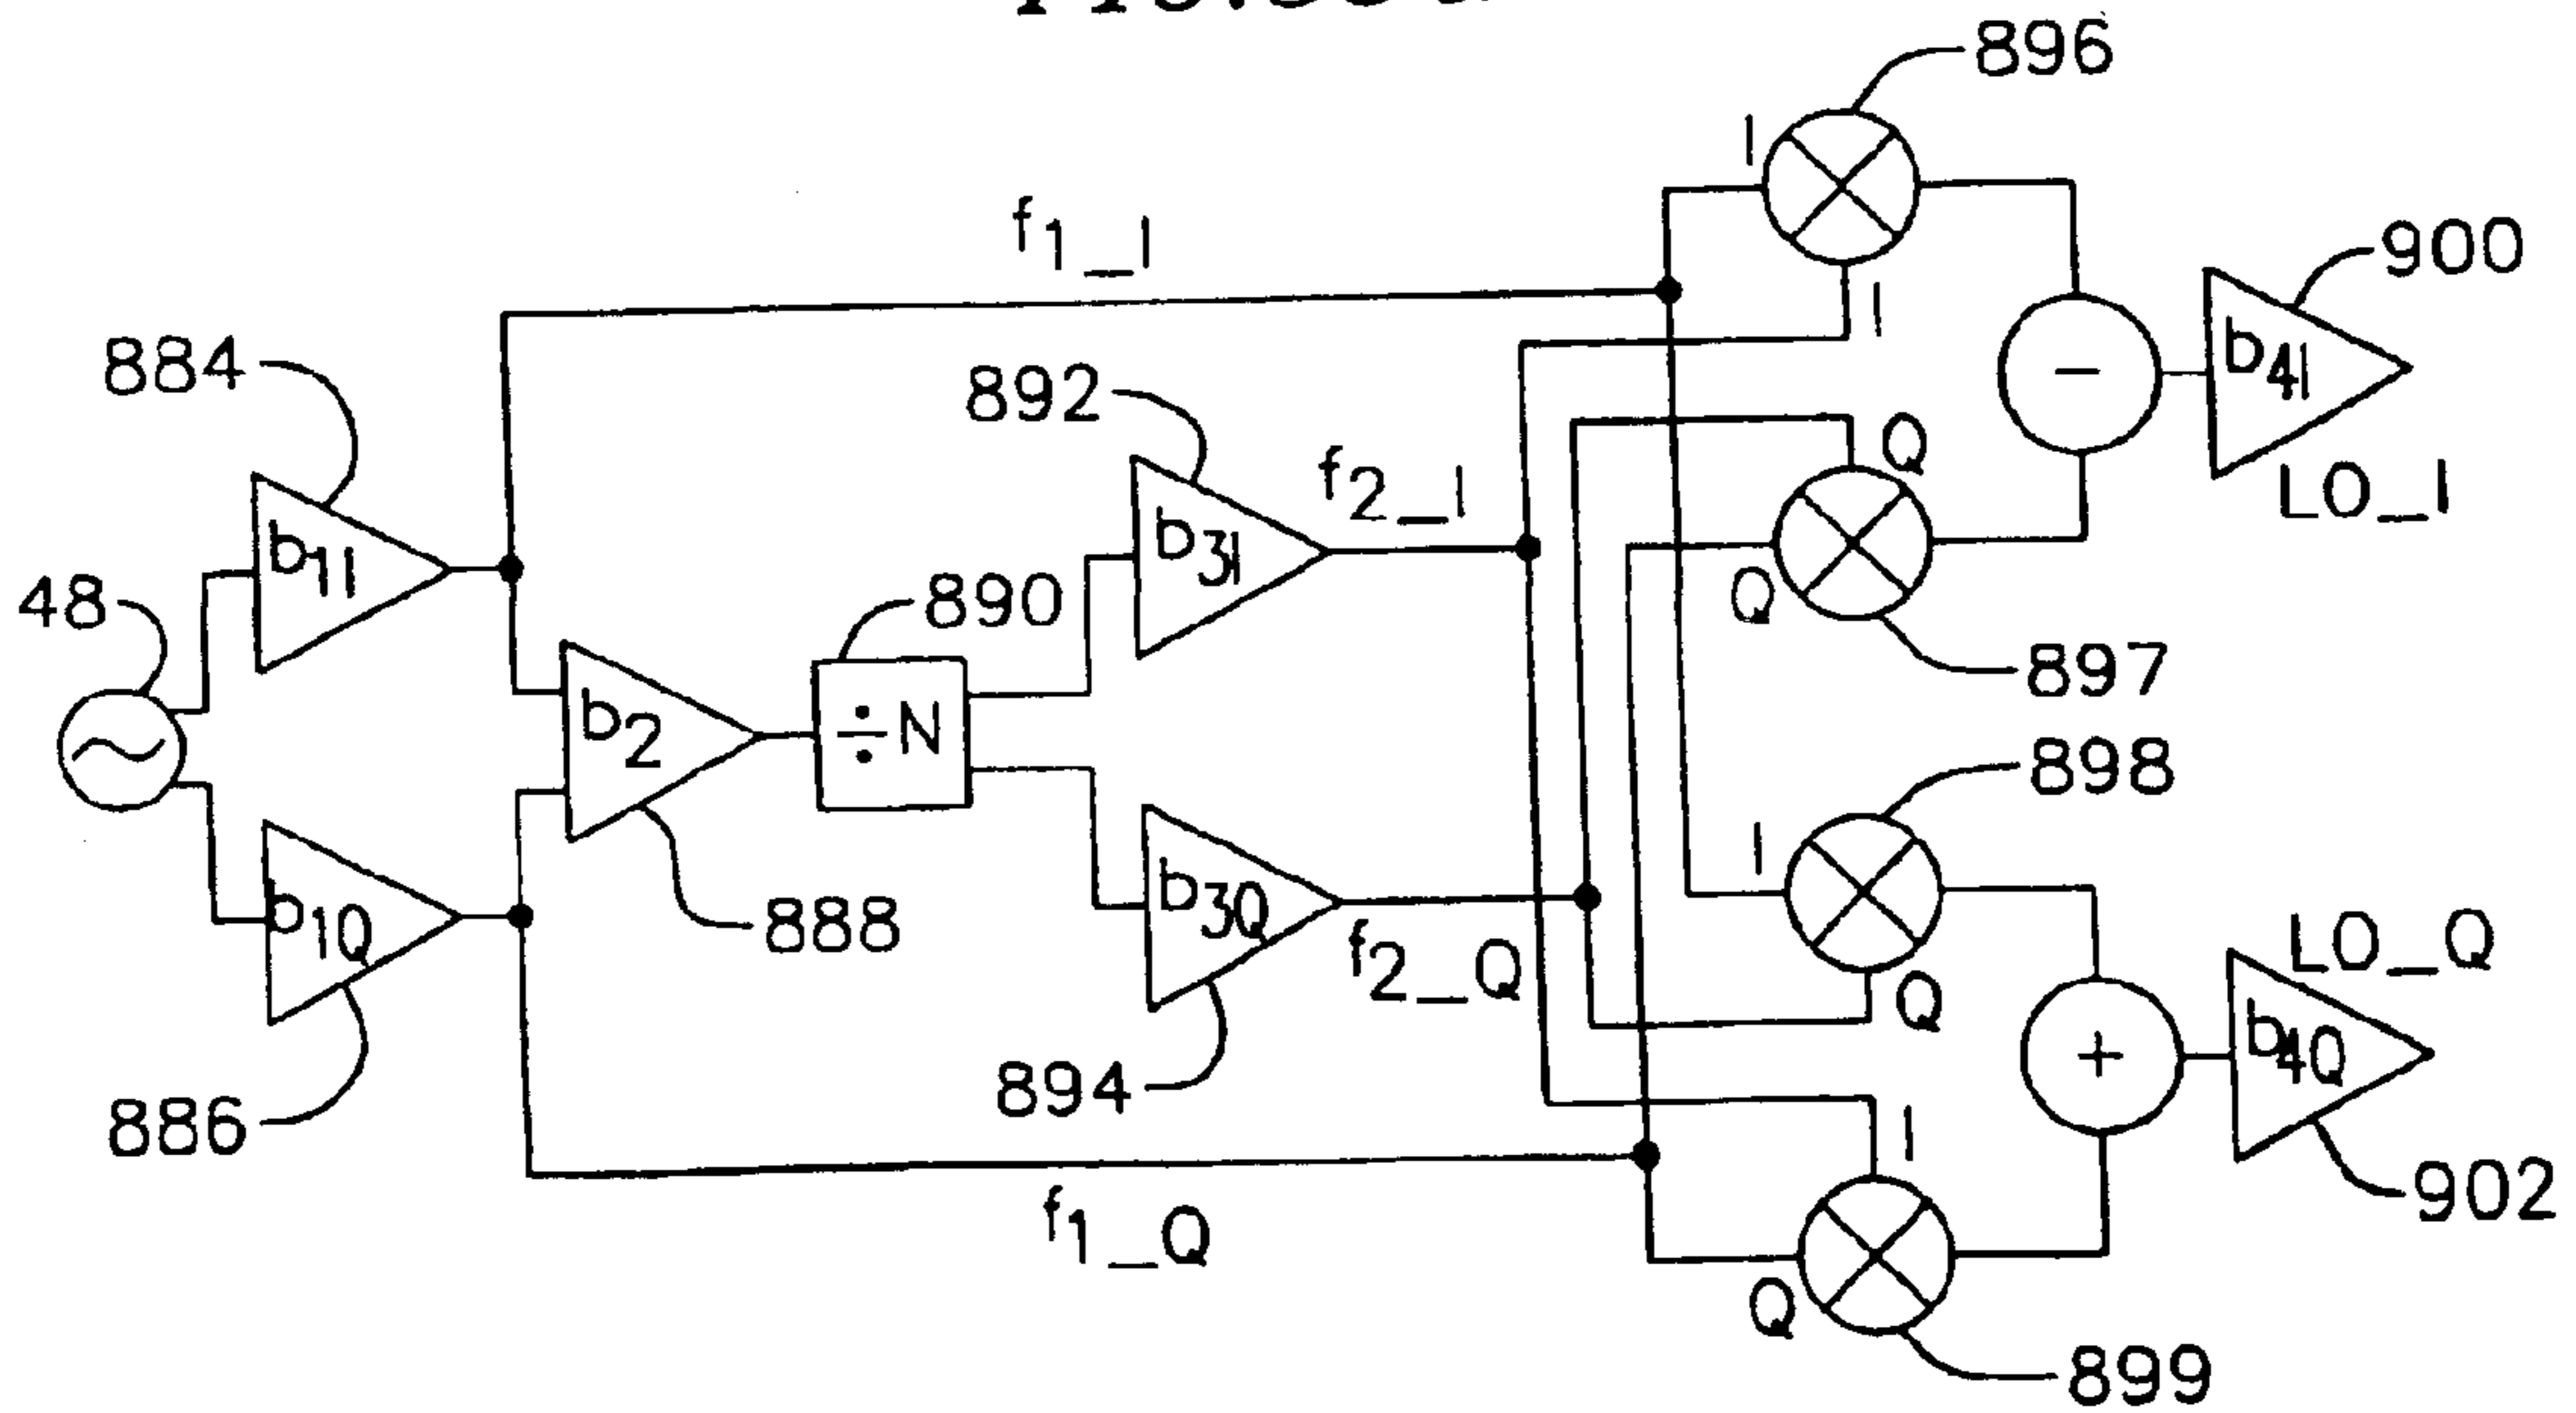 896
I
f1_I
900
I
b4I
884
892
Q
f2_I
LO_I
b11
b3I
48
890
Q
897
b2
÷N
898
I
b3Q
b1Q
888
LO_Q
f2_Q
Q
b4Q
894
+
886
I
902
f1_Q
Q
899